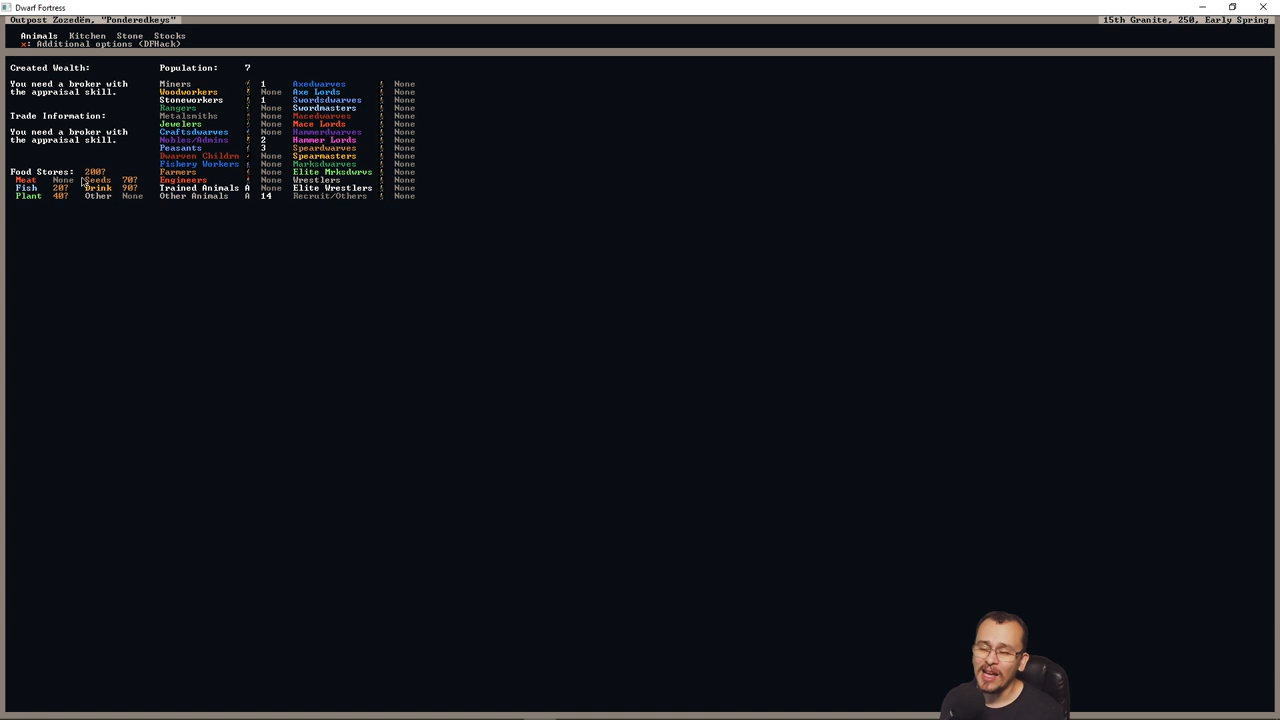 Dwarf Fortress
Outpost Zozedëm, "Ponderedkeys"
15th Granite, 250, Early Spring
Animals Kitchen Stone Stocks
x: Additional options (DFHack)
Created Wealth: Population: 7
You need a broker with Miners 1 Axedwarves None
the appraisal skill. Woodworkers None Axe Lords None
Stoneworkers 1 Swordsdwarves None
Rangers None Swordmasters None
Trade Information: Metalsmiths None Macedwarves None
Jewelers None Mace Lords None
You need a broker with Craftsdwarves None Hammerdwarves None
the appraisal skill. Nobles/Admins 2 Hammer Lords None
Peasants 3 Speardwarves None
Dwarven Childrn None Spearmasters None
Fishery Workers None Marksdwarves None
Food Stores: 200? Farmers None Elite Mrksdwrvs None
Meat None Seeds 70? Engineers None Wrestlers None
Fish 20? Drink 90? Trained Animals A None Elite Wrestlers None
Plant 40? Other None Other Animals A 14 Recruit/Others None